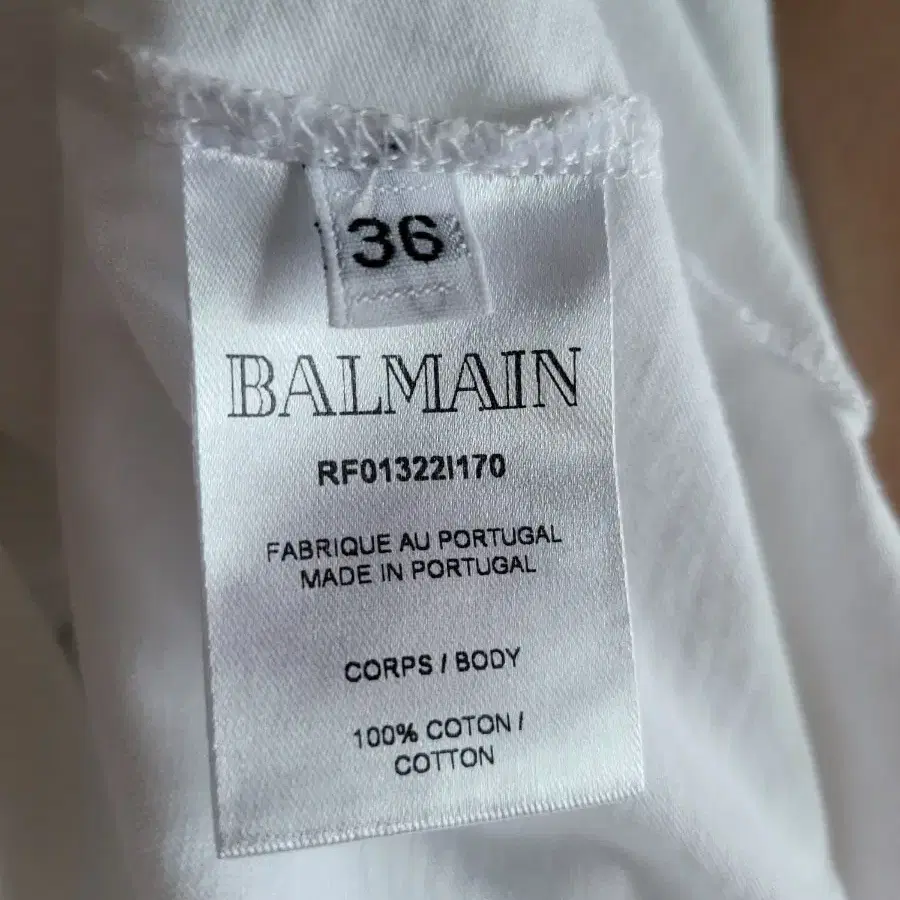 36
BALMAIN
RF01322I170
FABRIQUE AU PORTUGAL
MADE IN PORTUGAL
CORPS / BODY
100% COTON /
COTTON